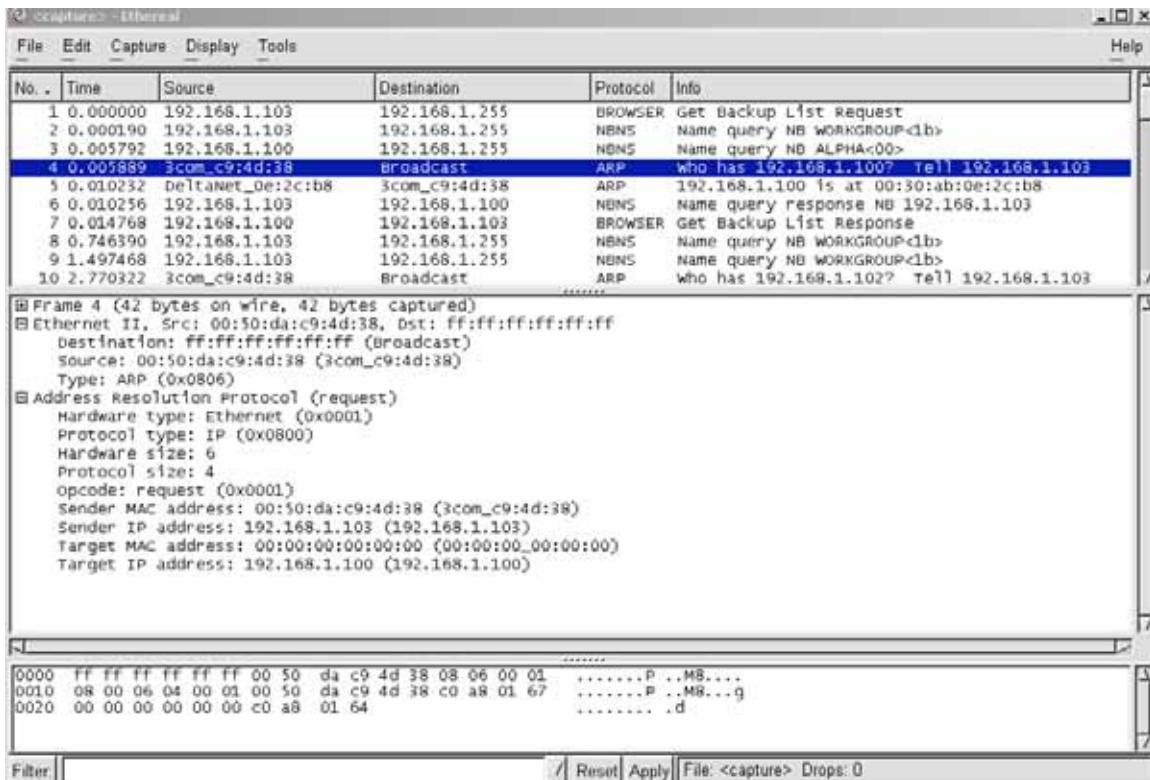 <capture> - Ethereal
File Edit Capture Display Tools Help
No. . Time Source Destination Protocol Info
1 0.000000 192.168.1.103 192.168.1.255 BROWSER Get Backup List Request
2 0.000190 192.168.1.103 192.168.1.255 NBNS Name query NB WORKGROUP<1b>
3 0.005792 192.168.1.103 192.168.1.255 NBNS Name query NB ALPHA<00>
4 0.005889 3com_c9:4d:38 Broadcast ARP Who has 192.168.1.100? Tell 192.168.1.103
5 0.010232 DeltaNet_0e:2c:b8 3com_c9:4d:38 ARP 192.168.1.100 is at 00:30:ab:0e:2c:b8
6 0.010256 192.168.1.103 192.168.1.100 NBNS Name query response NB 192.168.1.103
7 0.014768 192.168.1.100 192.168.1.103 BROWSER Get Backup List Response
8 0.746390 192.168.1.103 192.168.1.255 NBNS Name query NB WORKGROUP<1b>
9 1.497468 192.168.1.103 192.168.1.255 NBNS Name query NB WORKGROUP<1b>
10 2.770322 3com_c9:4d:38 Broadcast ARP Who has 192.168.1.102? Tell 192.168.1.103
Frame 4 (42 bytes on wire, 42 bytes captured)
Ethernet II, Src: 00:50:da:c9:4d:38, Dst: ff:ff:ff:ff:ff:ff
Destination: ff:ff:ff:ff:ff:ff (Broadcast)
Source: 00:50:da:c9:4d:38 (3com_c9:4d:38)
Type: ARP (0x0806)
Address Resolution Protocol (request)
Hardware type: Ethernet (0x0001)
Protocol type: IP (0x0800)
Hardware size: 6
Protocol size: 4
Opcode: request (0x0001)
Sender MAC address: 00:50:da:c9:4d:38 (3com_c9:4d:38)
Sender IP address: 192.168.1.103 (192.168.1.103)
Target MAC address: 00:00:00:00:00:00 (00:00:00_00:00:00)
Target IP address: 192.168.1.100 (192.168.1.100)
0000 ff ff ff ff ff ff 00 50 da c9 4d 38 08 06 00 01 .......P ..M8....
0010 08 00 06 04 00 01 00 50 da c9 4d 38 c0 a8 01 67 .......P ..M8...g
0020 00 00 00 00 00 00 c0 a8 01 64 ........ .d
Filter: / Reset Apply File: <capture> Drops: 0